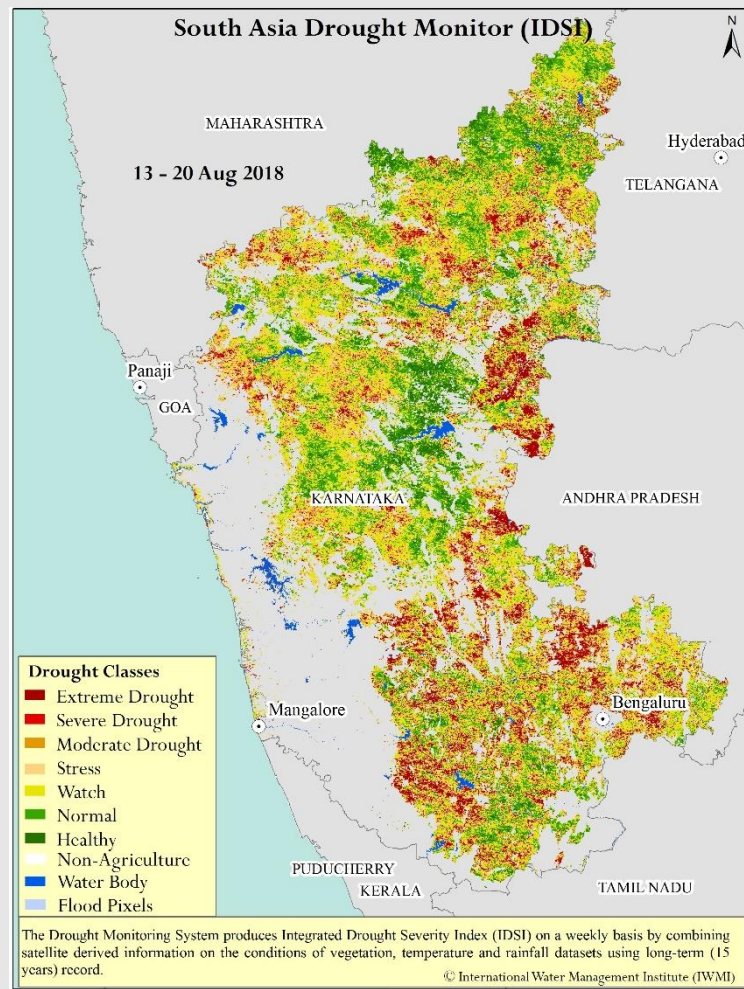 South Asia Drought Monitor (IDSI)
N
MAHARASHTRA
Hyderabad
13 - 20 Aug 2018
TELANGANA
Panaji
GOA
KARNATAKA
ANDHRA PRADESH
Drought Classes
Extreme Drought
Severe Drought
Moderate Drought
Stress
Watch
Normal
Healthy
Non-Agriculture
Water Body
Flood Pixels
Mangalore
Bengaluru
PUDUCHERRY
KERALA
TAMIL NADU
The Drought Monitoring System produces Integrated Drought Severity Index (IDSI) on a weekly basis by combining
satellite derived information on the conditions of vegetation, temperature and rainfall datasets using long-term (15
years) record.
© International Water Management Institute (IWMI)